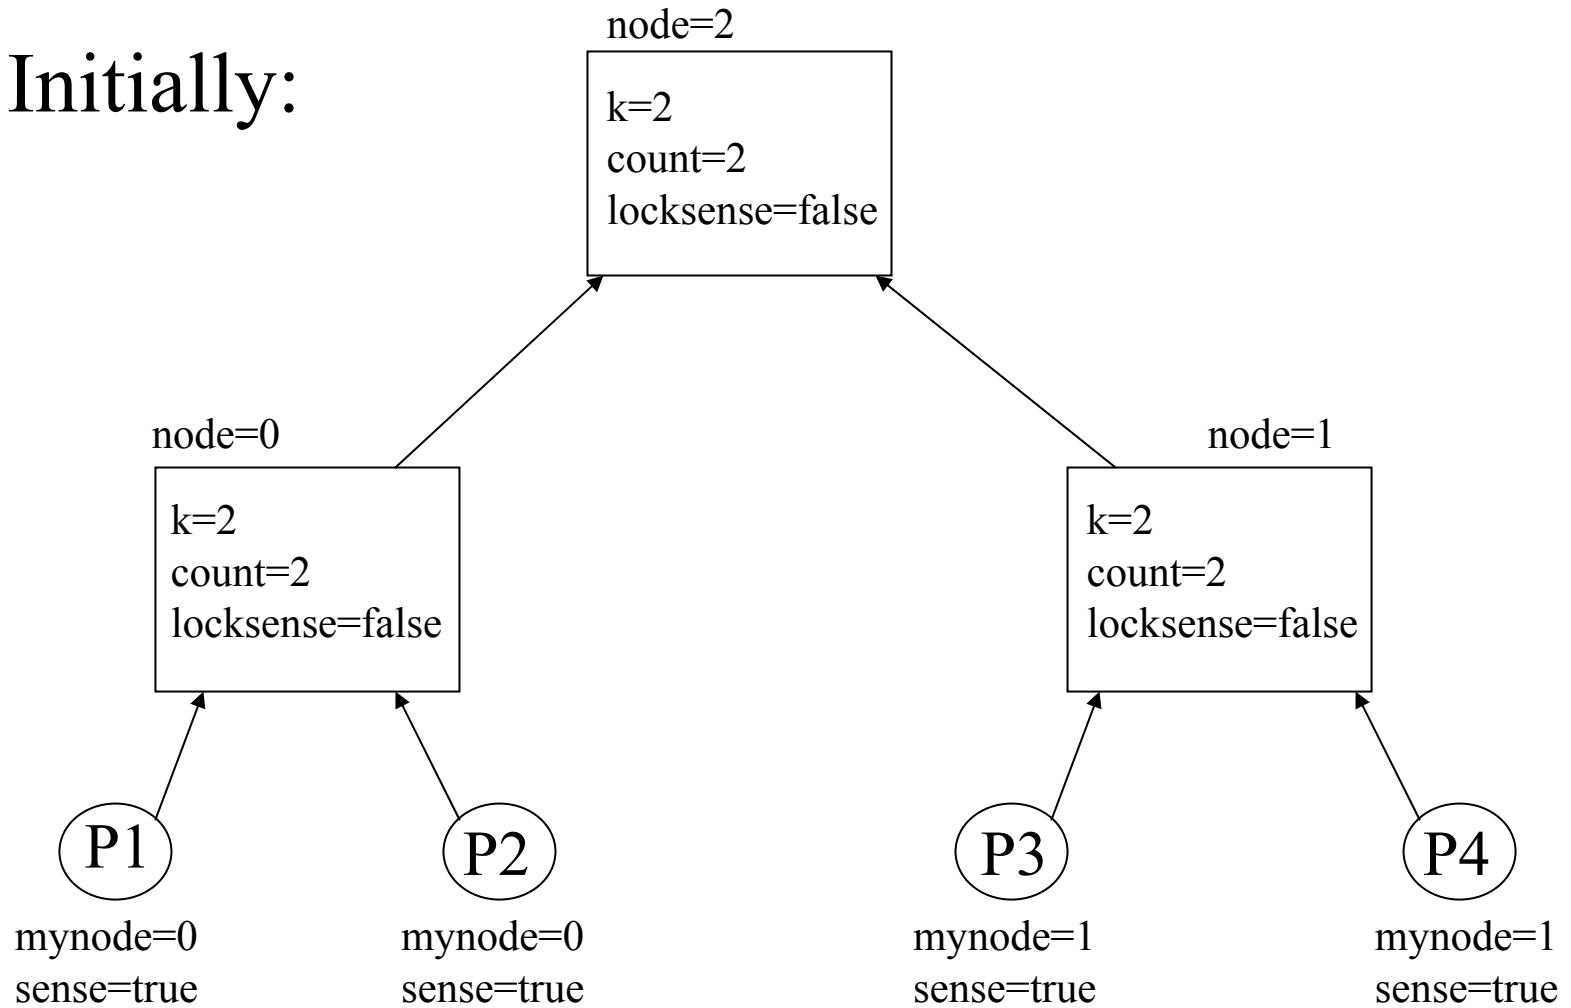 Initially:
node=2
k=2
count=2
locksense=false
node=0
k=2
count=2
locksense=false
node=1
k=2
count=2
locksense=false
P1
mynode=0
sense=true
P2
mynode=0
sense=true
P3
mynode=1
sense=true
P4
mynode=1
sense=true